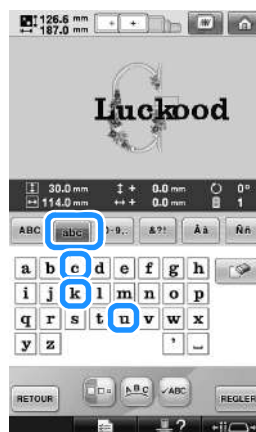 126.6 mm
187.0 mm
C
Luckood
30.0 mm 0.0 mm 0°
114.0 mm 0.0 mm 1
ABC abc 0-9,. &?! Äâ Ññ
a b c d e f g h
i j k l m n o p
q r s t u v w x
y z ' ⎵
RETOUR ABC ABC REGLER
?